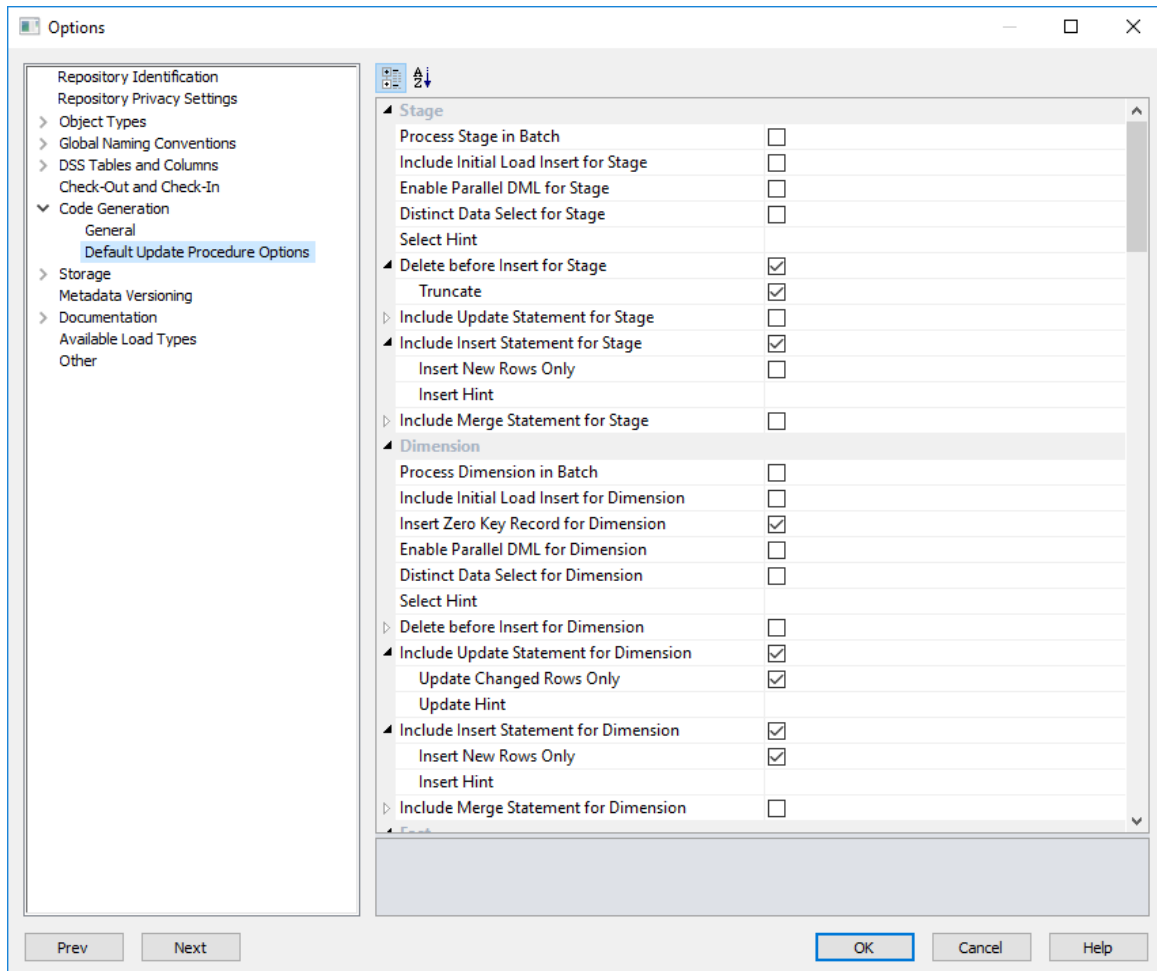 Options
Repository Identification
Repository Privacy Settings
Object Types
Global Naming Conventions
DSS Tables and Columns
Check-Out and Check-In
Code Generation
General
Default Update Procedure Options
Storage
Metadata Versioning
Documentation
Available Load Types
Other
A
Z
Stage
Process Stage in Batch
Include Initial Load Insert for Stage
Enable Parallel DML for Stage
Distinct Data Select for Stage
Select Hint
Delete before Insert for Stage
Truncate
Include Update Statement for Stage
Include Insert Statement for Stage
Insert New Rows Only
Insert Hint
Include Merge Statement for Stage
Dimension
Process Dimension in Batch
Include Initial Load Insert for Dimension
Insert Zero Key Record for Dimension
Enable Parallel DML for Dimension
Distinct Data Select for Dimension
Select Hint
Delete before Insert for Dimension
Include Update Statement for Dimension
Update Changed Rows Only
Update Hint
Include Insert Statement for Dimension
Insert New Rows Only
Insert Hint
Include Merge Statement for Dimension
Prev
Next
OK
Cancel
Help